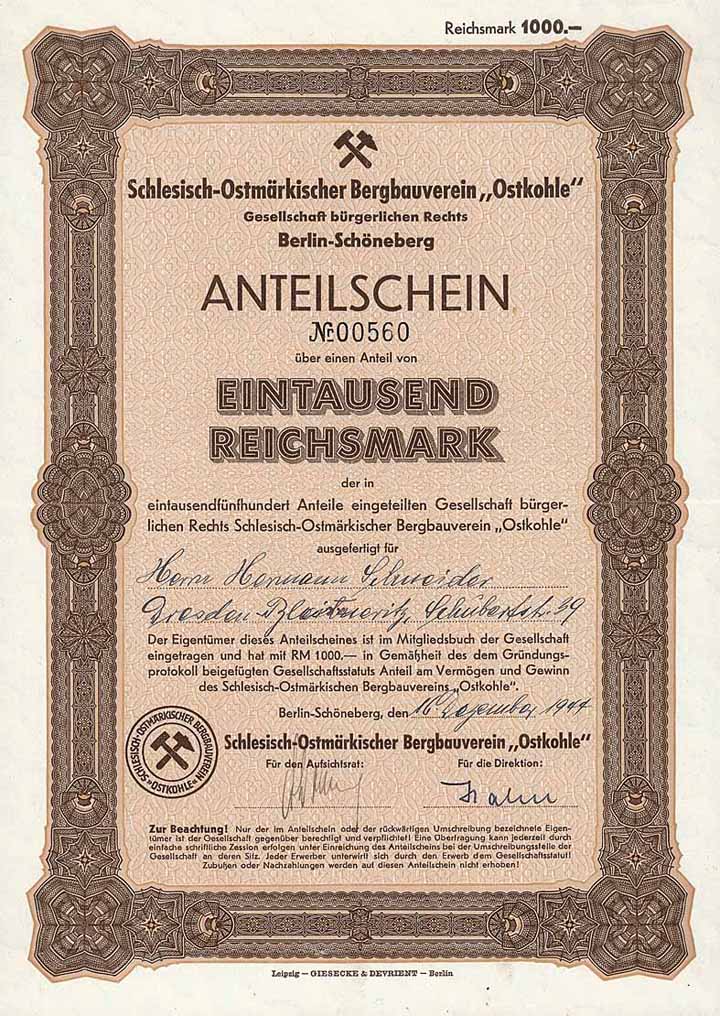 Reichsmark 1000.—
Schlesisch-Ostmärkischer Bergbauverein „Ostkohle"
Gesellschaft bürgerlichen Rechts
Berlin-Schöneberg
ANTEILSCHEIN
№ 00560
über einen Anteil von
EINTAUSEND
REICHSMARK
der in
eintausendfünfhundert Anteile eingeteilten Gesellschaft bürger-
lichen Rechts Schlesisch-Ostmärkischer Bergbauverein „Ostkohle"
ausgefertigt für
Herrn Hermann Schneider
Dresden-Blasewitz, Schubertst. 39
Der Eigentümer dieses Anteilscheines ist im Mitgliedsbuch der Gesellschaft
eingetragen und hat mit RM 1000.— in Gemäßheit des dem Gründungs-
protokoll beigefügten Gesellschaftsstatuts Anteil am Vermögen und Gewinn
des Schlesisch-Ostmärkischen Bergbauvereins „Ostkohle".
Berlin-Schöneberg, den 16. Dezember 1944
SCHLESISCH-OSTMÄRKISCHER BERGBAUVEREIN »OSTKOHLE«
Schlesisch-Ostmärkischer Bergbauverein „Ostkohle"
Für den Aufsichtsrat: Für die Direktion:
Zur Beachtung! Nur der im Anteilschein oder der rückwärtigen Umschreibung bezeichnete Eigen-
tümer ist der Gesellschaft gegenüber berechtigt und verpflichtet! Eine Übertragung kann jederzeit durch
einfache schriftliche Zession erfolgen unter Einreichung des Anteilscheins bei der Umschreibungsstelle der
Gesellschaft an deren Sitz. Jeder Erwerber unterwirft sich durch den Erwerb dem Gesellschaftsstatut!
Zubußen oder Nachzahlungen werden auf diesen Anteilschein nicht erhoben!
Leipzig — GIESECKE & DEVRIENT — Berlin